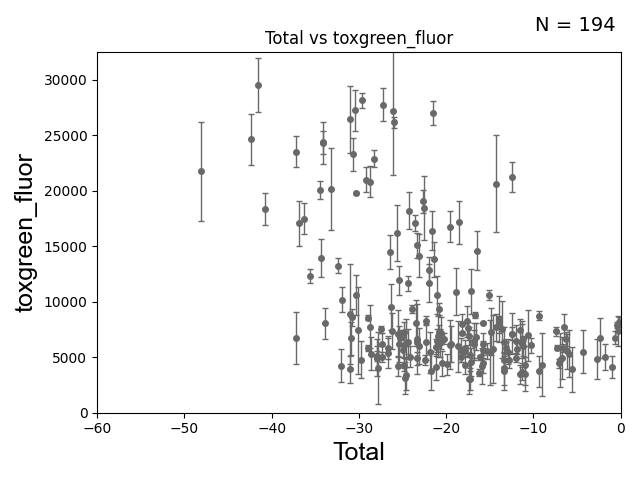 N = 194
Total vs toxgreen_fluor
30000
25000
20000
15000
10000
5000
0
toxgreen_fluor
−60 −50 −40 −30 −20 −10 0
Total